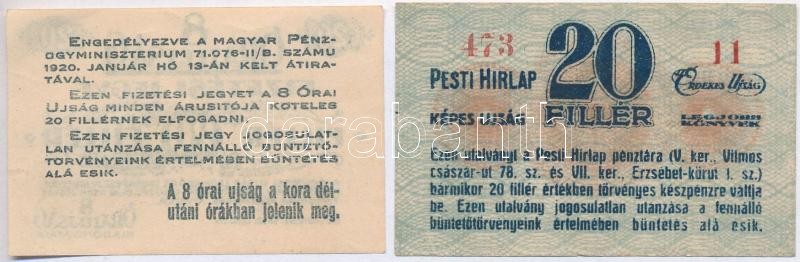 ENGEDÉLYEZVE A MAGYAR PÉNZ-
ÜGYMINISTERIUM 71.076-II/B. SZÁMU
1920. JANUÁR HÓ 13-ÁN KELT ÁTIRA-
TÁVAL.
EZEN FIZETÉSI JEGYET A 8 ÓRAI
UJSÁG MINDEN ÁRUSITÓJA KÖTELES
20 FILLÉRNEK ELFOGADNI.
EZEN FIZETÉSI JEGY JOGOSULAT-
LAN UTÁNZÁSA FENNÁLLÓ BÜNTETŐ-
TÖRVÉNYEINK ÉRTELMÉBEN BÜNTETÉS
ALÁ ESIK.
A 8 órai ujság a kora dél-
utáni órákban jelenik meg.
473
20
FILLÉR
11
PESTI HIRLAP
KÉPES UJSÁG
ÉRDEKES UJSÁG
LEGJOBB
KÖNYVEK
Ezen utalványt a Pesti Hirlap pénztára (V. ker., Vilmos
császár-ut 78. sz. és VII. ker., Erzsébet-körut 1. sz.)
bármikor 20 fillér értékben törvényes készpénzre váltja
be. Ezen utalvány jogosulatlan utánzása a fennálló
büntetőtörvényeink értelmében büntetés alá esik.
darabanth